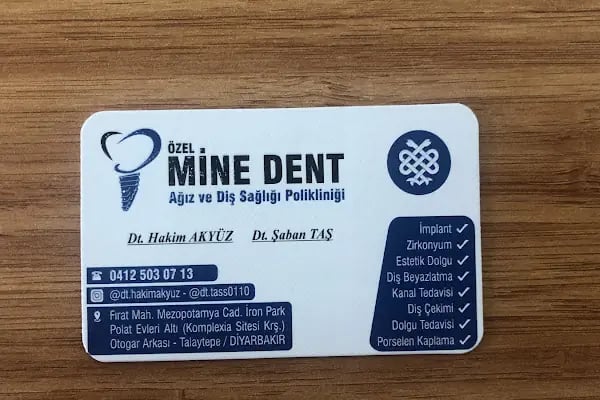 ÖZEL
MİNE DENT
Ağız ve Diş Sağlığı Polikliniği
Dt. Hakim AKYÜZ Dt. Şaban TAŞ
0412 503 07 13
@dt.hakimakyuz - @dt.tass0110
Fırat Mah. Mezopotamya Cad. İron Park
Polat Evleri Altı (Komplexia Sitesi Krş.)
Otogar Arkası - Talaytepe / DİYARBAKIR
İmplant
Zirkonyum
Estetik Dolgu
Diş Beyazlatma
Kanal Tedavisi
Diş Çekimi
Dolgu Tedavisi
Porselen Kaplama